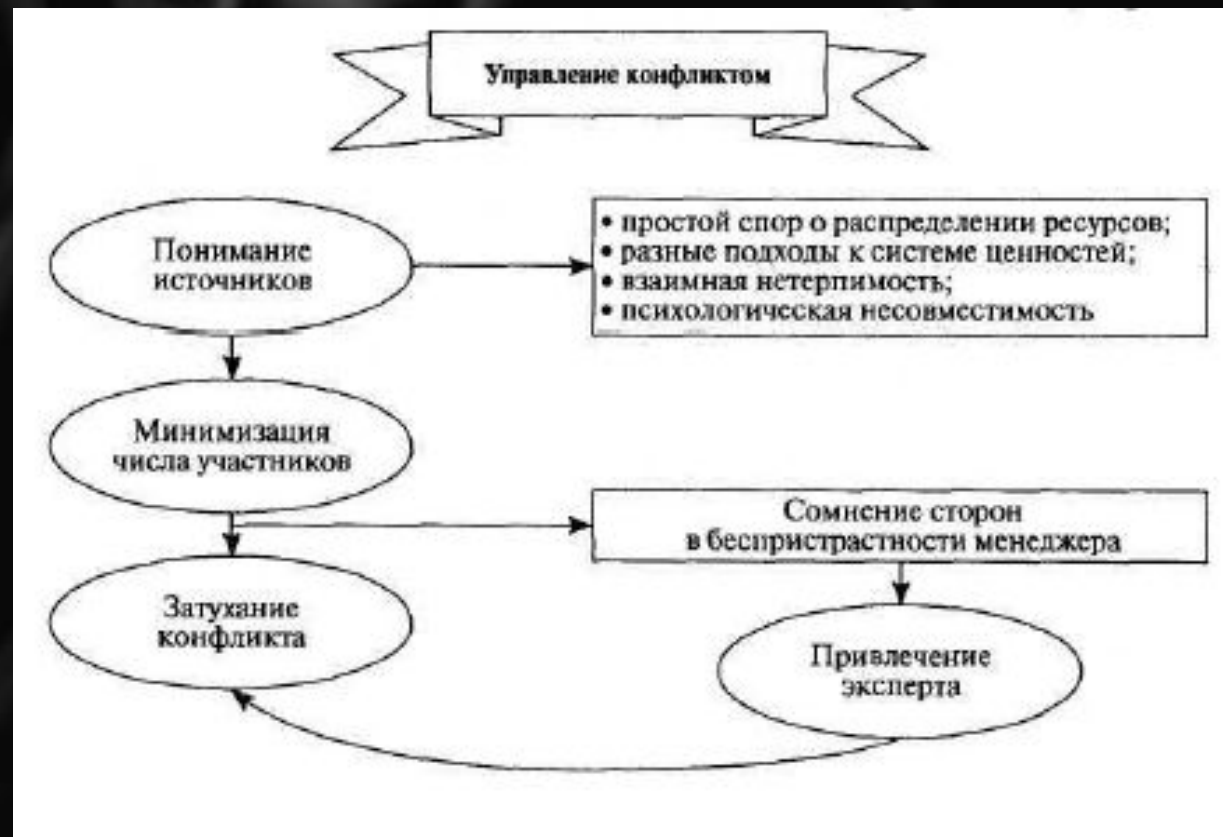 Управление конфликтом
Понимание
источников
• простой спор о распределении ресурсов;
• разные подходы к системе ценностей;
• взаимная нетерпимость;
• психологическая несовместимость
Минимизация
числа участников
Сомнение сторон
в беспристрастности менеджера
Затухание
конфликта
Привлечение
эксперта